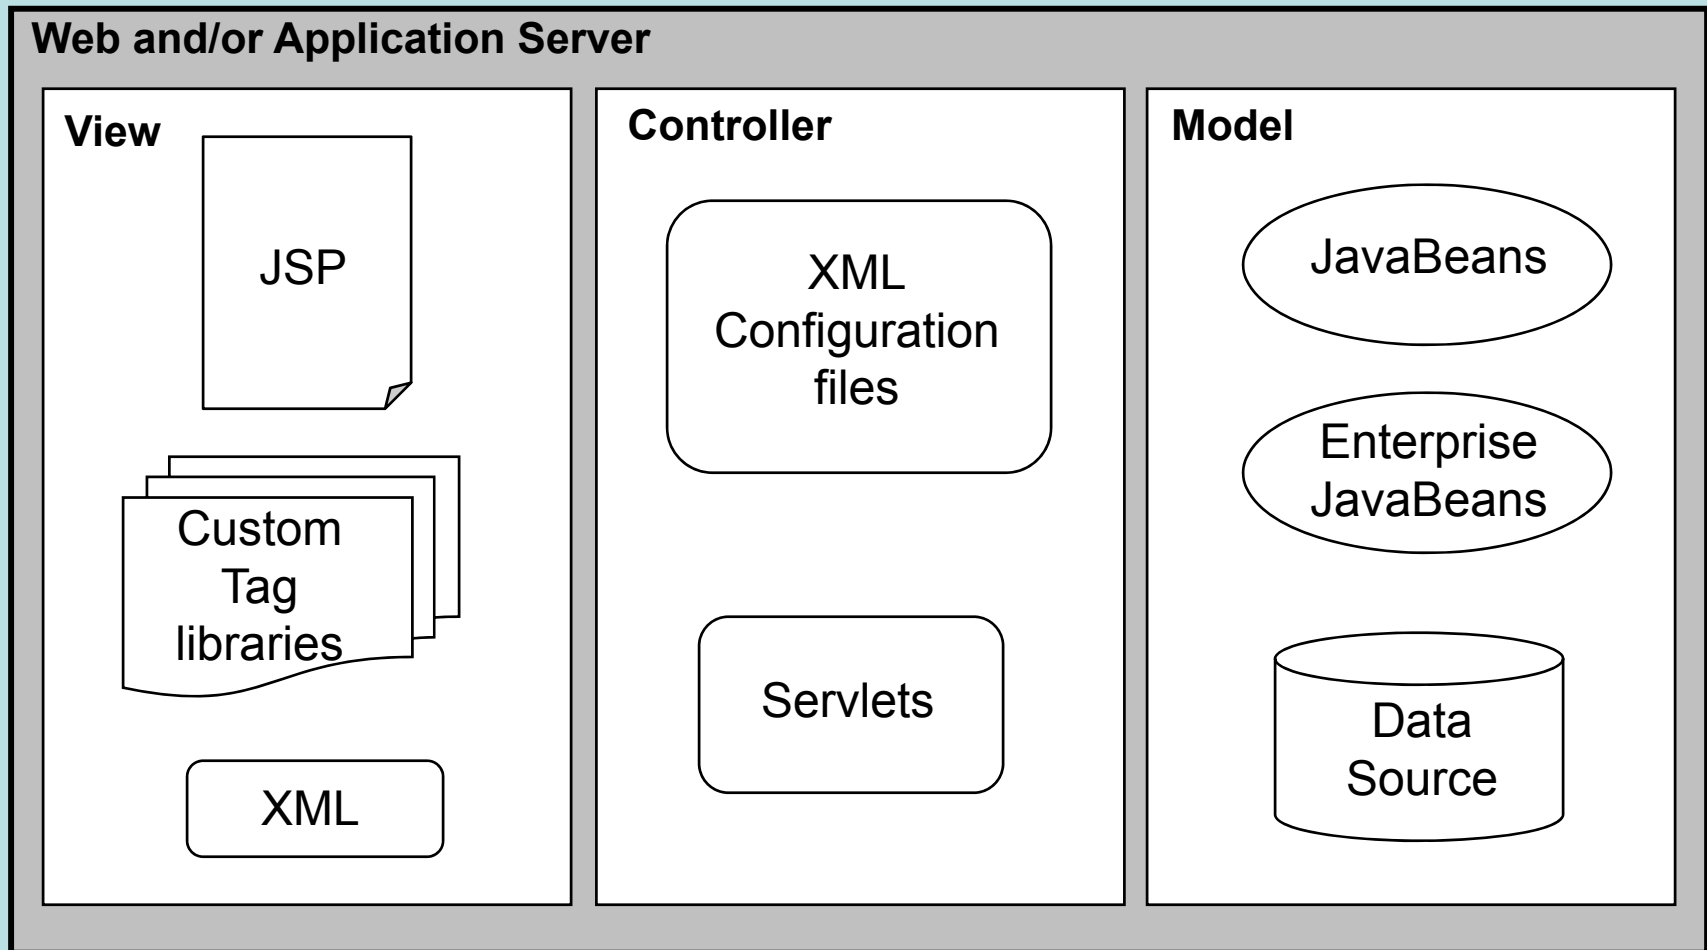 Web and/or Application Server
View
JSP
Custom
Tag
libraries
XML
Controller
XML
Configuration
files
Servlets
Model
JavaBeans
Enterprise
JavaBeans
Data
Source